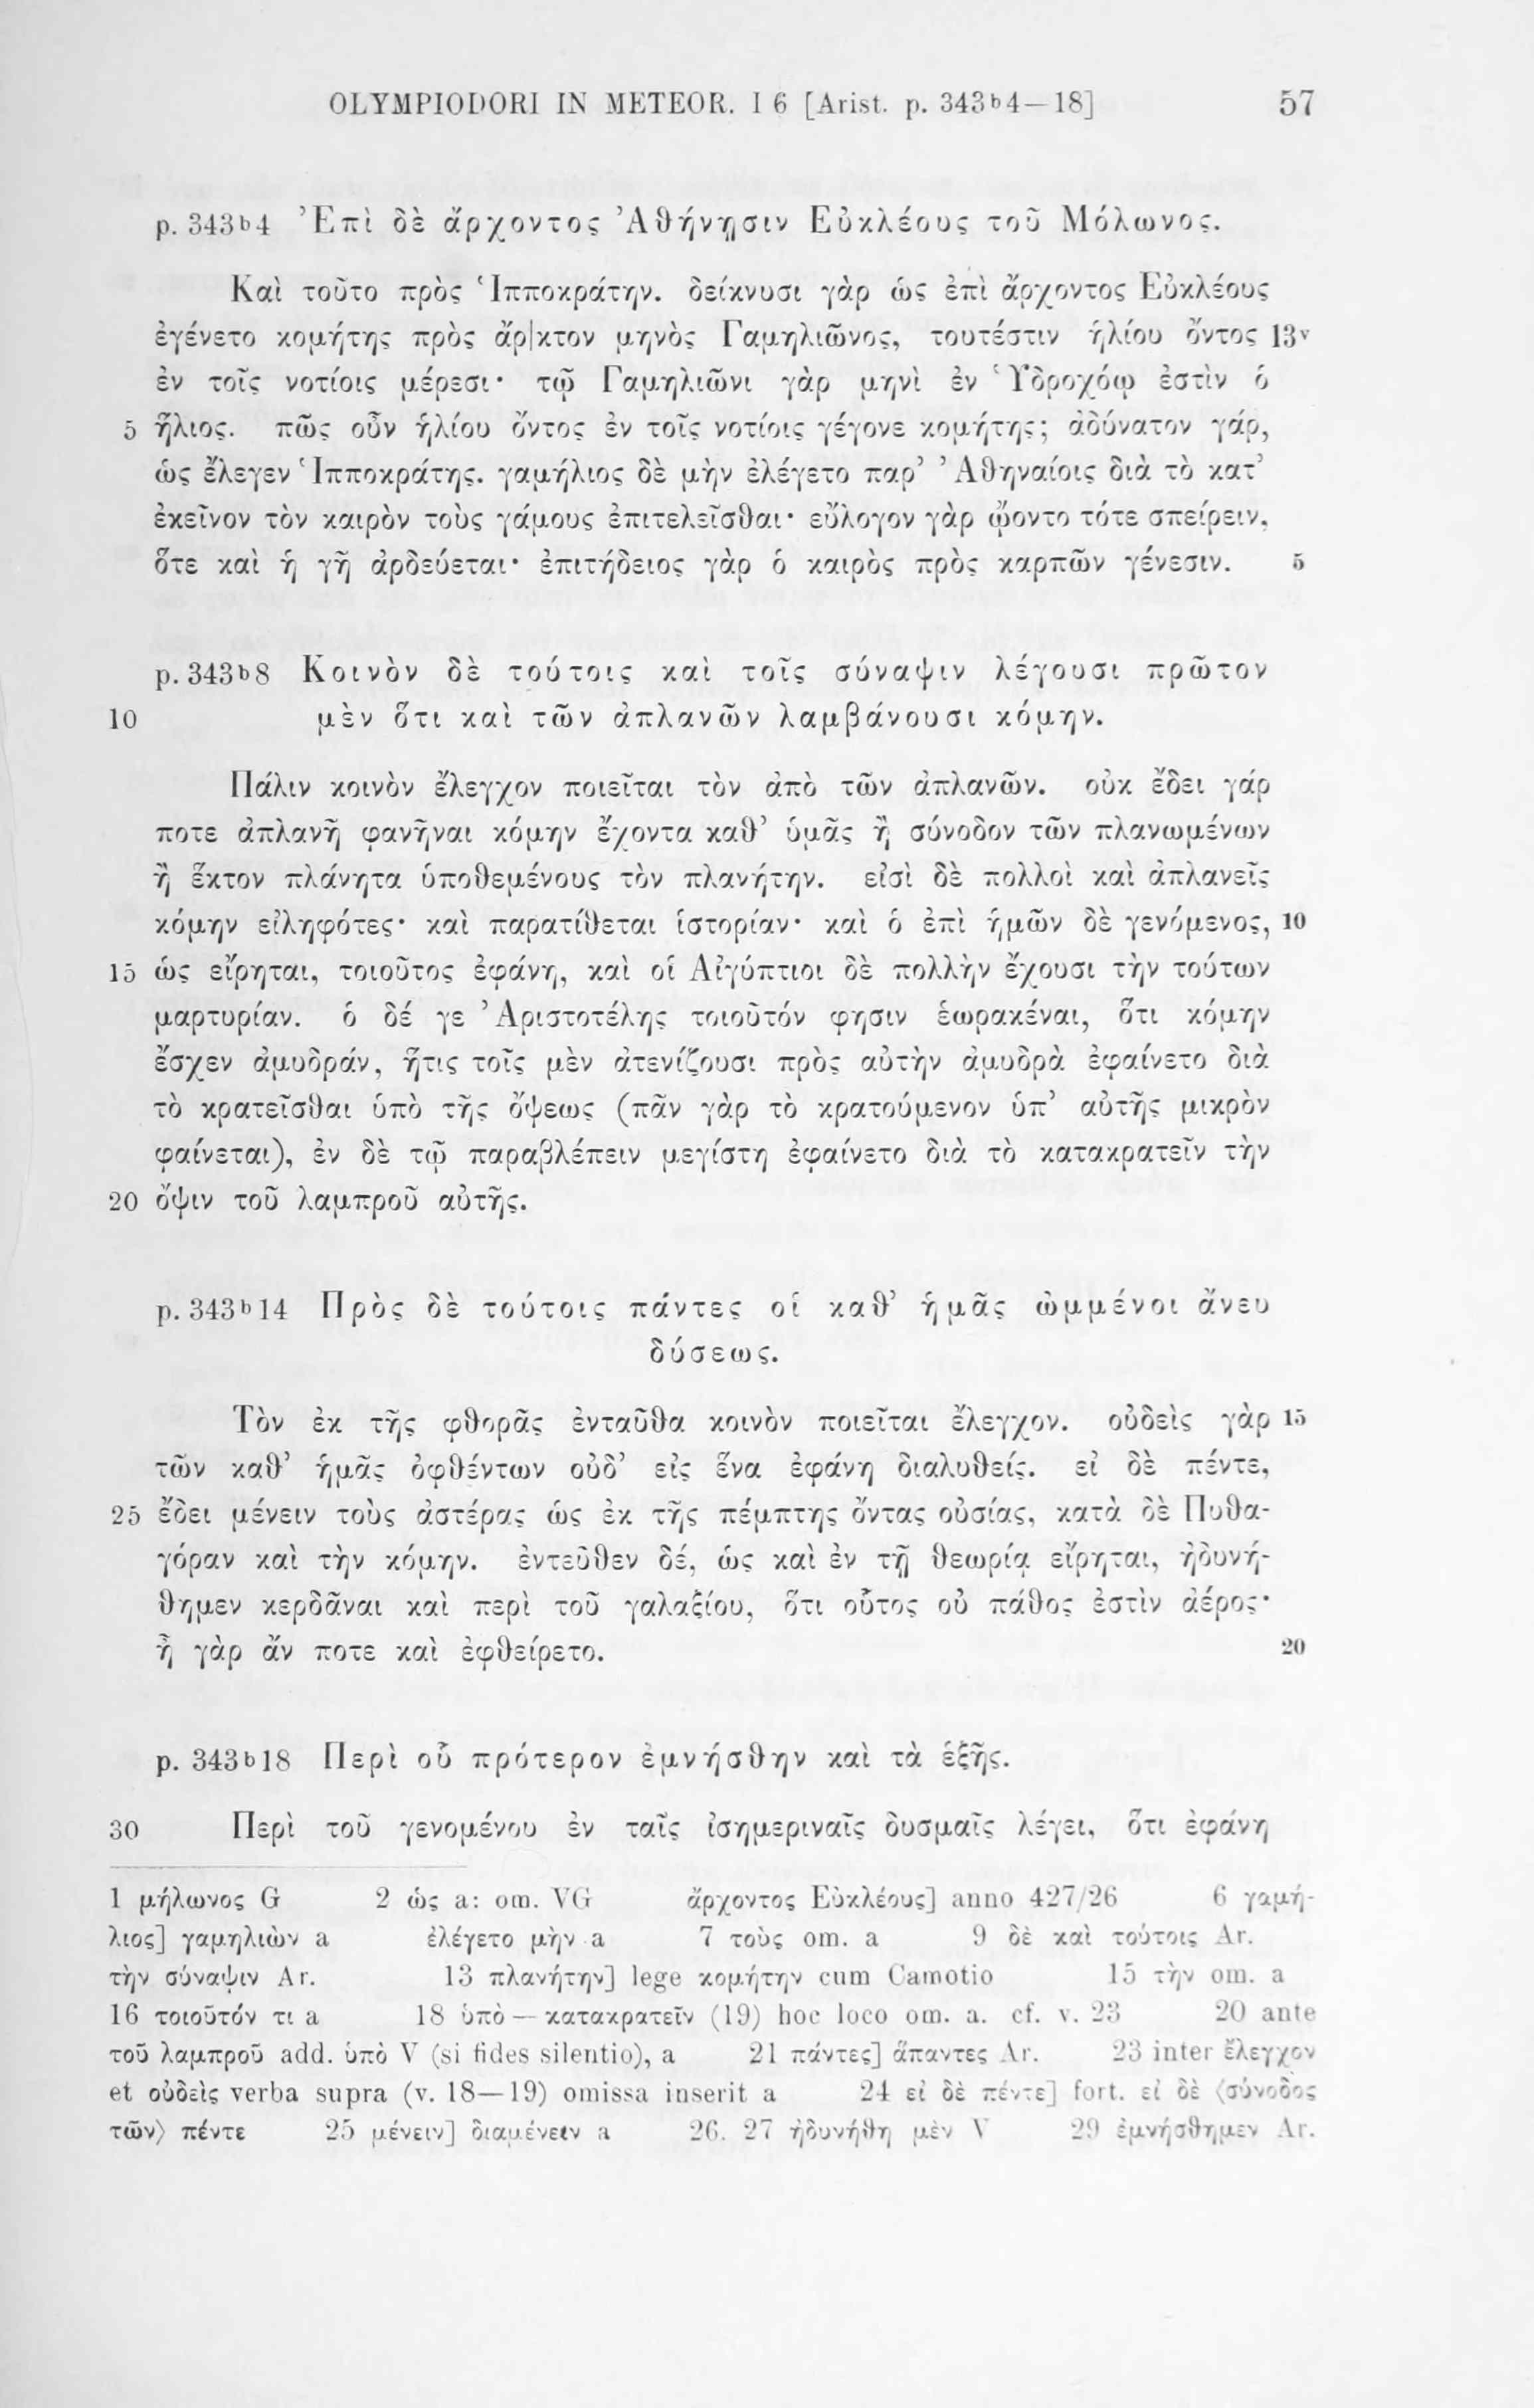 OLYMPIODORI IN METEOR. I 6 [Arist. p. 343b4—18] 57
p. 343b4 Ἐπὶ δὲ ἄρχοντος Ἀθήνῃσιν Εὐκλέους τοῦ Μόλωνος.
Καὶ τοῦτο πρὸς Ἱπποκράτην. δείκνυσι γὰρ ὡς ἐπὶ ἄρχοντος Εὐκλέους
ἐγένετο κομήτης πρὸς ἄρ|κτον μηνὸς Γαμηλιῶνος, τουτέστιν ἡλίου ὄντος 13v
ἐν τοῖς νοτίοις μέρεσι· τῷ Γαμηλιῶνι γὰρ μηνὶ ἐν Ὑδροχόῳ ἐστὶν ὁ
5 ἥλιος. πῶς οὖν ἡλίου ὄντος ἐν τοῖς νοτίοις γέγονε κομήτης; ἀδύνατον γάρ,
ὡς ἔλεγεν Ἱπποκράτης. γαμήλιος δὲ μὴν ἐλέγετο παρ’ Ἀθηναίοις διὰ τὸ κατ’
ἐκεῖνον τὸν καιρὸν τοὺς γάμους ἐπιτελεῖσθαι· εὔλογον γὰρ ᾤοντο τότε σπείρειν,
ὅτε καὶ ἡ γῆ ἀρδεύεται· ἐπιτήδειος γὰρ ὁ καιρὸς πρὸς καρπῶν γένεσιν. 5
p. 343b8 Κοινὸν δὲ τούτοις καὶ τοῖς σύναψιν λέγουσι πρῶτον
10 μὲν ὅτι καὶ τῶν ἀπλανῶν λαμβάνουσι κόμην.
Πάλιν κοινὸν ἔλεγχον ποιεῖται τὸν ἀπὸ τῶν ἀπλανῶν. οὐκ ἔδει γάρ
ποτε ἀπλανῆ φανῆναι κόμην ἔχοντα καθ’ ὑμᾶς ἢ σύνοδον τῶν πλανωμένων
ἢ ἕκτον πλάνητα ὑποθεμένους τὸν πλανήτην. εἰσὶ δὲ πολλοὶ καὶ ἀπλανεῖς
κόμην εἰληφότες· καὶ παρατίθεται ἱστορίαν· καὶ ὁ ἐπὶ ἡμῶν δὲ γενόμενος, 10
15 ὡς εἴρηται, τοιοῦτος ἐφάνη, καὶ οἱ Αἰγύπτιοι δὲ πολλὴν ἔχουσι τὴν τούτων
μαρτυρίαν. ὁ δέ γε Ἀριστοτέλης τοιοῦτόν φησιν ἑωρακέναι, ὅτι κόμην
ἔσχεν ἀμυδράν, ἥτις τοῖς μὲν ἀτενίζουσι πρὸς αὐτὴν ἀμυδρὰ ἐφαίνετο διὰ
τὸ κρατεῖσθαι ὑπὸ τῆς ὄψεως (πᾶν γὰρ τὸ κρατούμενον ὑπ’ αὐτῆς μικρὸν
φαίνεται), ἐν δὲ τῷ παραβλέπειν μεγίστη ἐφαίνετο διὰ τὸ κατακρατεῖν τὴν
20 ὄψιν τοῦ λαμπροῦ αὐτῆς.
p. 343b14 Πρὸς δὲ τούτοις πάντες οἱ καθ’ ἡμᾶς ὠμμένοι ἄνευ
δύσεως.
Τὸν ἐκ τῆς φθορᾶς ἐνταῦθα κοινὸν ποιεῖται ἔλεγχον. οὐδεὶς γὰρ 15
τῶν καθ’ ἡμᾶς ὀφθέντων οὐδ’ εἰς ἕνα ἐφάνη διαλυθείς. εἰ δὲ πέντε,
25 ἔδει μένειν τοὺς ἀστέρας ὡς ἐκ τῆς πέμπτης ὄντας οὐσίας, κατὰ δὲ Πυθα-
γόραν καὶ τὴν κόμην. ἐντεῦθεν δέ, ὡς καὶ ἐν τῇ θεωρίᾳ εἴρηται, ἠδυνή-
θημεν κερδᾶναι καὶ περὶ τοῦ γαλαξίου, ὅτι οὗτος οὐ πάθος ἐστὶν ἀέρος·
ἦ γὰρ ἄν ποτε καὶ ἐφθείρετο. 20
p. 343b18 Περὶ οὗ πρότερον ἐμνήσθην καὶ τὰ ἑξῆς.
30 Περὶ τοῦ γενομένου ἐν ταῖς ἰσημεριναῖς δυσμαῖς λέγει, ὅτι ἐφάνη
1 μήλωνος G 2 ὡς a: om. VG ἄρχοντος Εὐκλέους] anno 427/26 6 γαμή-
λιος] γαμηλιὼν a ἐλέγετο μὴν a 7 τοὺς om. a 9 δὲ καὶ τούτοις Ar.
τὴν σύναψιν Ar. 13 πλανήτην] lege κομήτην cum Camotio 15 τὴν om. a
16 τοιοῦτόν τι a 18 ὑπὸ — κατακρατεῖν (19) hoc loco om. a. cf. v. 23 20 ante
τοῦ λαμπροῦ add. ὑπὸ V (si fides silentio), a 21 πάντες] ἅπαντες Ar. 23 inter ἔλεγχον
et οὐδεὶς verba supra (v. 18—19) omissa inserit a 24 εἰ δὲ πέντε] fort. εἰ δὲ ⟨σύνοδος
τῶν⟩ πέντε 25 μένειν] διαμένειν a 26. 27 ἠδυνήθη μὲν V 29 ἐμνήσθημεν Ar.